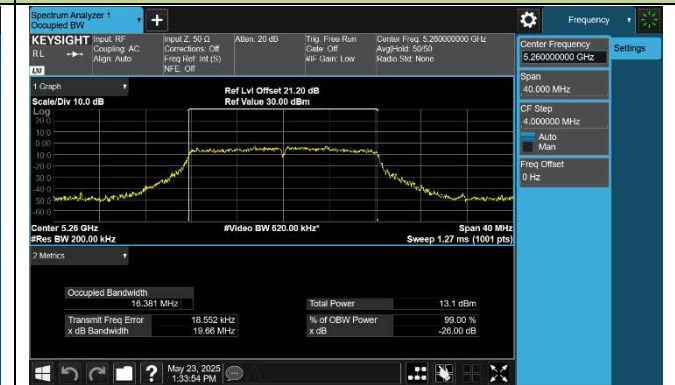 Spectrum Analyzer 1
Occupied BW
Frequency
KEYSIGHT
RL
LXI
Input: RF
Coupling: AC
Align: Auto
Input Z: 50 Ω
Corrections: Off
Freq Ref: Int (S)
NFE: Off
Atten: 20 dB
Trig: Free Run
Gate: Off
#IF Gain: Low
Center Freq: 5.260000000 GHz
Avg|Hold: 50/50
Radio Std: None
Center Frequency
5.260000000 GHz
Settings
Span
40.000 MHz
CF Step
4.000000 MHz
Auto
Man
Freq Offset
0 Hz
1 Graph
Scale/Div 10.0 dB
Ref Lvl Offset 21.20 dB
Ref Value 30.00 dBm
Log
20.0
10.0
0.00
-10.0
-20.0
-30.0
-40.0
-50.0
-60.0
Center 5.26 GHz
#Res BW 200.00 kHz
#Video BW 620.00 kHz*
Span 40 MHz
Sweep 1.27 ms (1001 pts)
2 Metrics
Occupied Bandwidth
16.381 MHz
Total Power 13.1 dBm
Transmit Freq Error 18.552 kHz
x dB Bandwidth 19.66 MHz
% of OBW Power 99.00 %
x dB -26.00 dB
May 23, 2025
1:33:54 PM